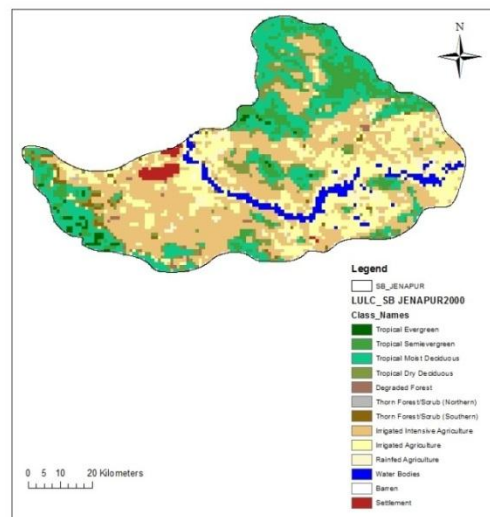 N
Legend
SB_JENAPUR
LULC_SB JENAPUR2000
Class_Names
Tropical Evergreen
Tropical Semievergreen
Tropical Moist Deciduous
Tropical Dry Deciduous
Degraded Forest
Thorn Forest/Scrub (Northern)
Thorn Forest/Scrub (Southern)
Irrigated Intensive Agriculture
Irrigated Agriculture
Rainfed Agriculture
Water Bodies
Barren
Settlement
0 5 10 20 Kilometers